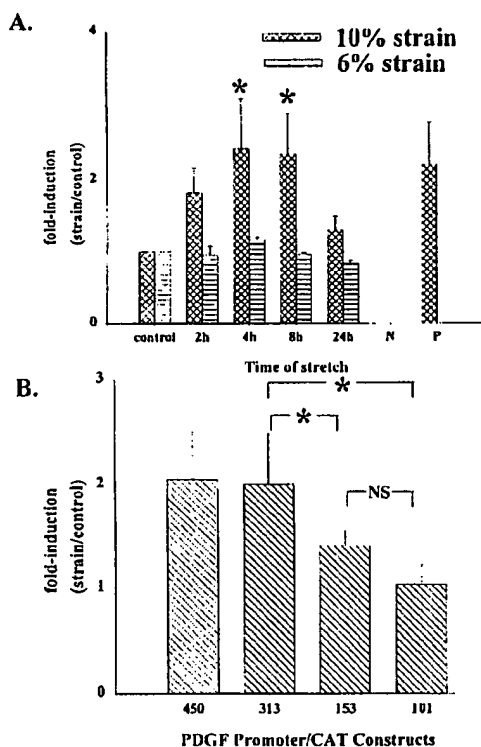 A.
4
10% strain
6% strain
*
*
fold-induction
(strain/control)
2
0
control 2h 4h 8h 24h N P
Time of stretch
B.
3
*
*
NS
fold-induction
(strain/control)
2
1
0
450 313 153 101
PDGF Promoter/CAT Constructs